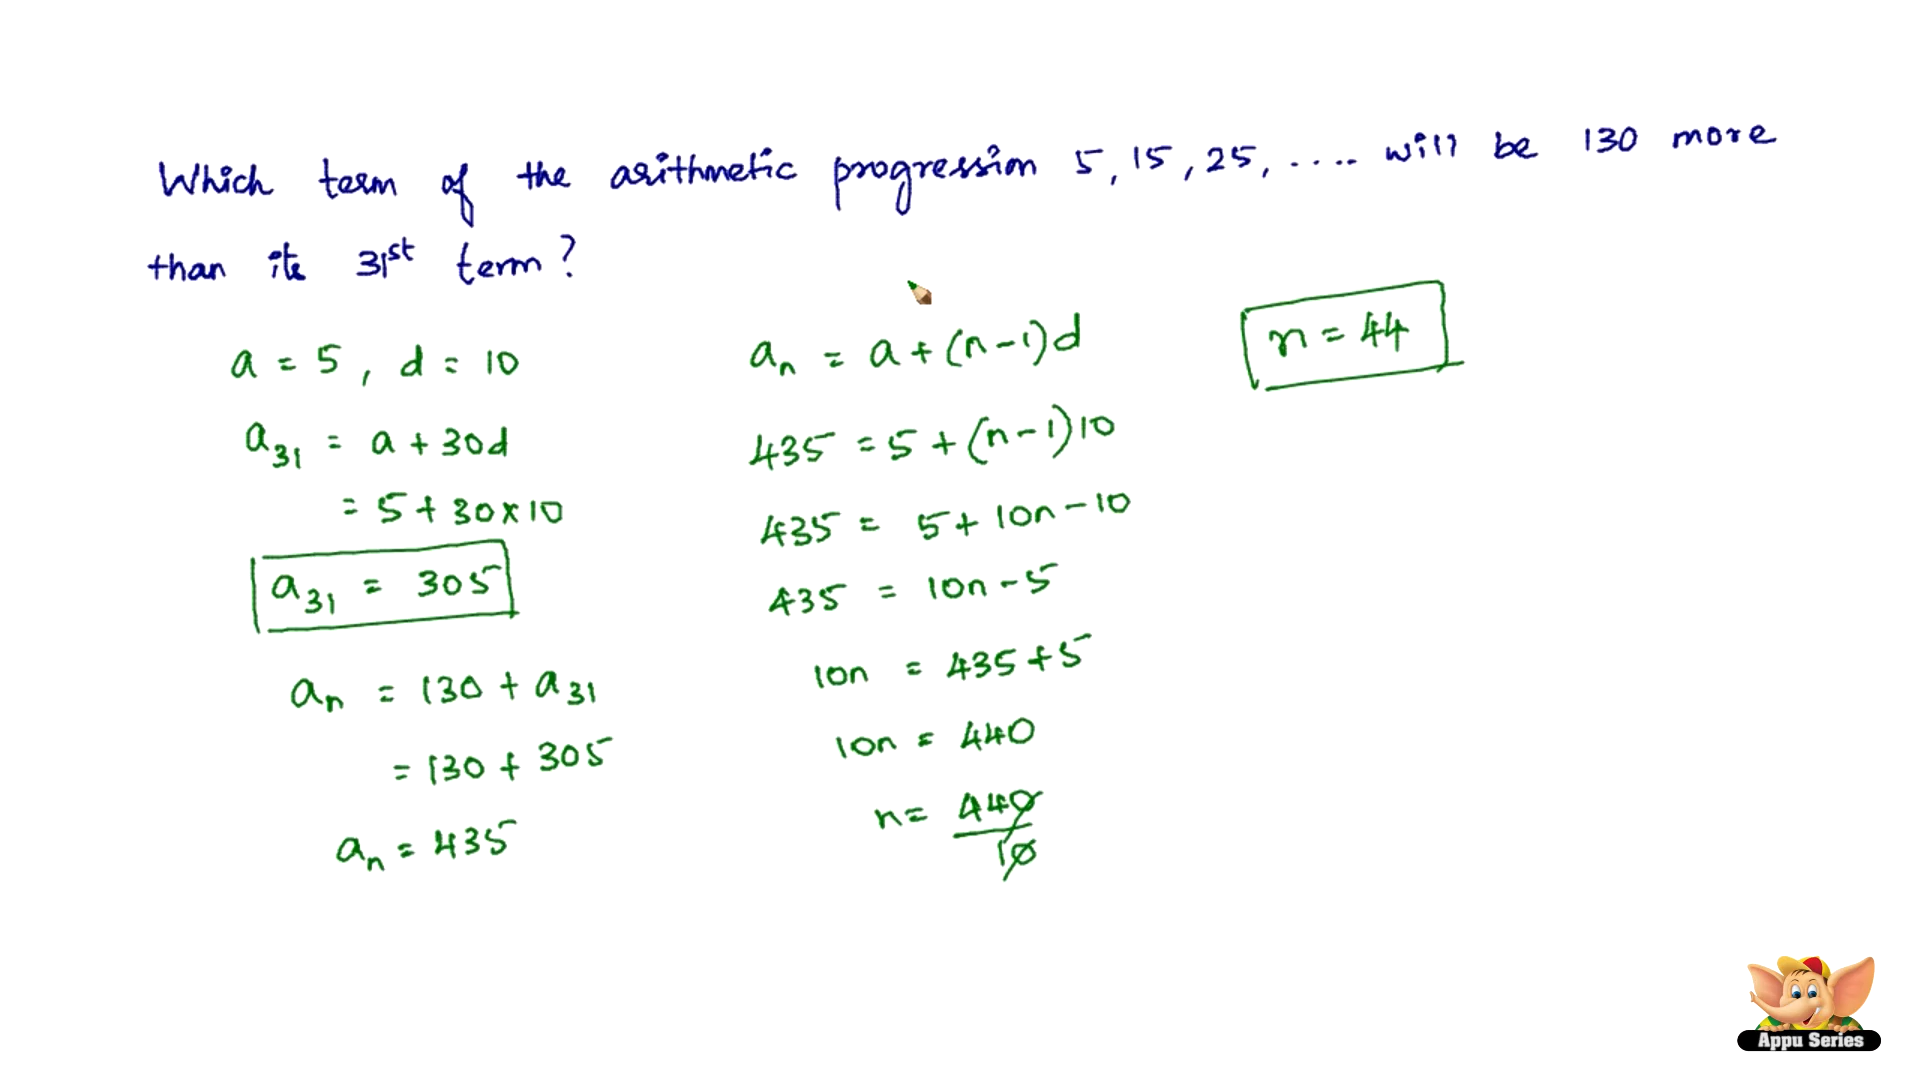 Which term of the arithmetic progression 5, 15, 25, .... will be 130 more
than its 31st term?
a = 5, d = 10
a31 = a + 30d
= 5 + 30 x 10
a31 = 305
an = 130 + a31
= 130 + 305
an = 435
an = a + (n-1)d
435 = 5 + (n-1)10
435 = 5 + 10n - 10
435 = 10n - 5
10n = 435 + 5
10n = 440
n = 440/10
n = 44
Appu Series